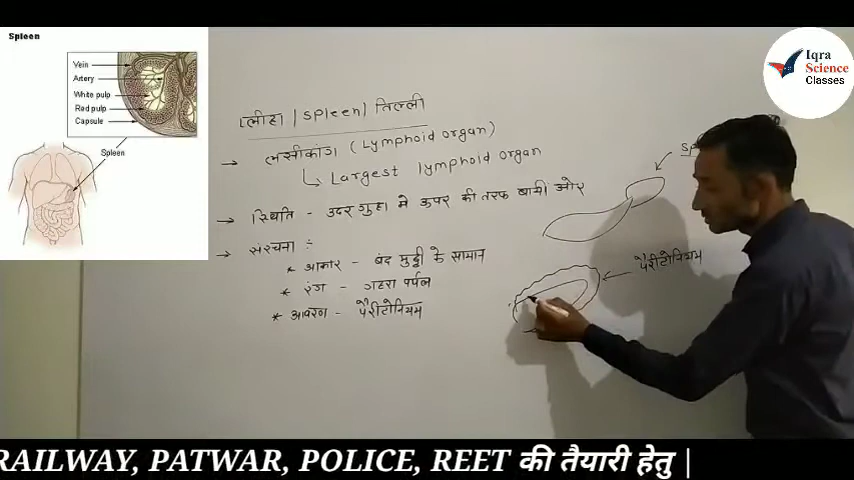 Spleen
Vein
Artery
White pulp
Red pulp
Capsule
Spleen
Iqra
Science
Classes
प्लीहा | Spleen | तिल्ली
→ लसीकांग (Lymphoid organ)
↳ Largest lymphoid organ
→ स्थिति - उदर गुहा मे ऊपर की तरफ बायीं ओर
→ संरचना :-
* आकार - बंद मुट्ठी के सामान
* रंग - गहरा पर्पल
* आवरण - पैरीटोनियम
पैरीटोनियम
RAILWAY, PATWAR, POLICE, REET की तैयारी हेतु |